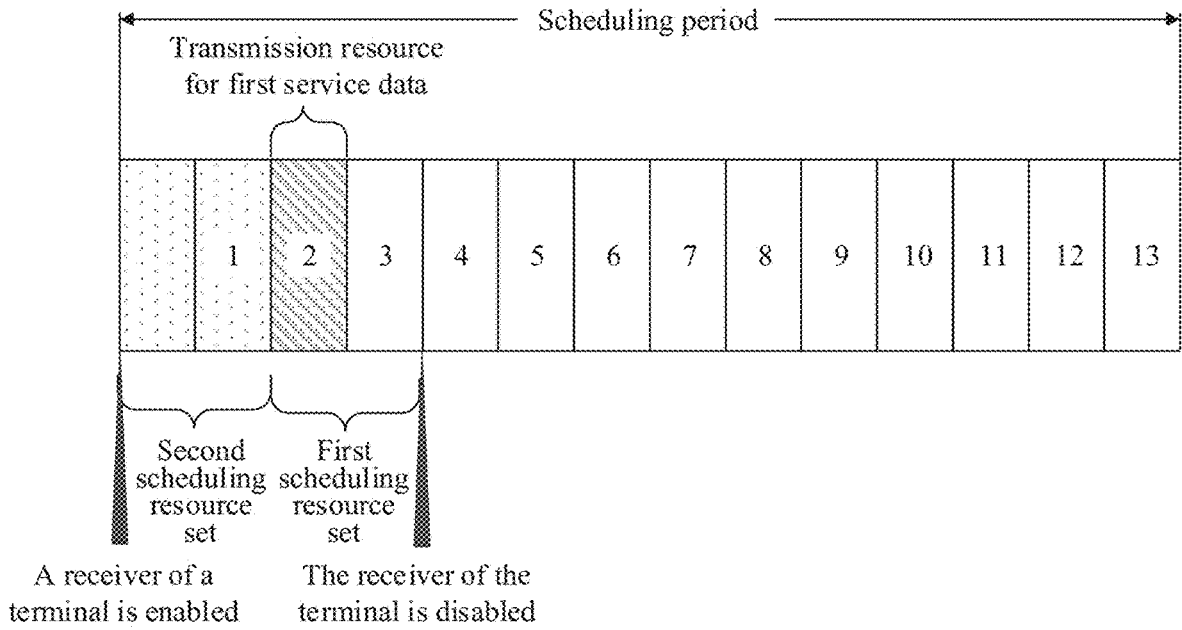 Scheduling period
Transmission resource
for first service data
1 2 3 4 5 6 7 8 9 10 11 12 13
Second
scheduling
resource
set
First
scheduling
resource
set
A receiver of a
terminal is enabled
The receiver of the
terminal is disabled